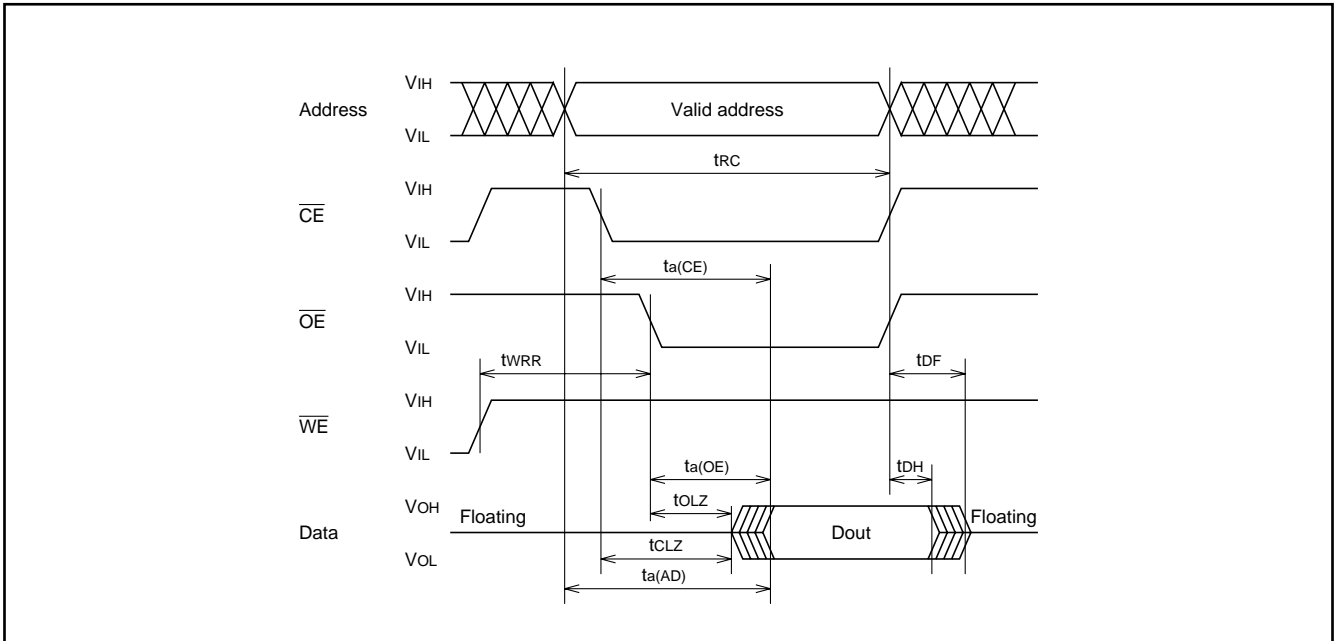 VIH
Address
Valid address
VIL
tRC
VIH
CE
VIL
ta(CE)
VIH
OE
VIL
tWRR
tDF
VIH
WE
VIL
ta(OE)
tDH
VOH
tOLZ
Floating
Floating
Data
Dout
tCLZ
VOL
ta(AD)